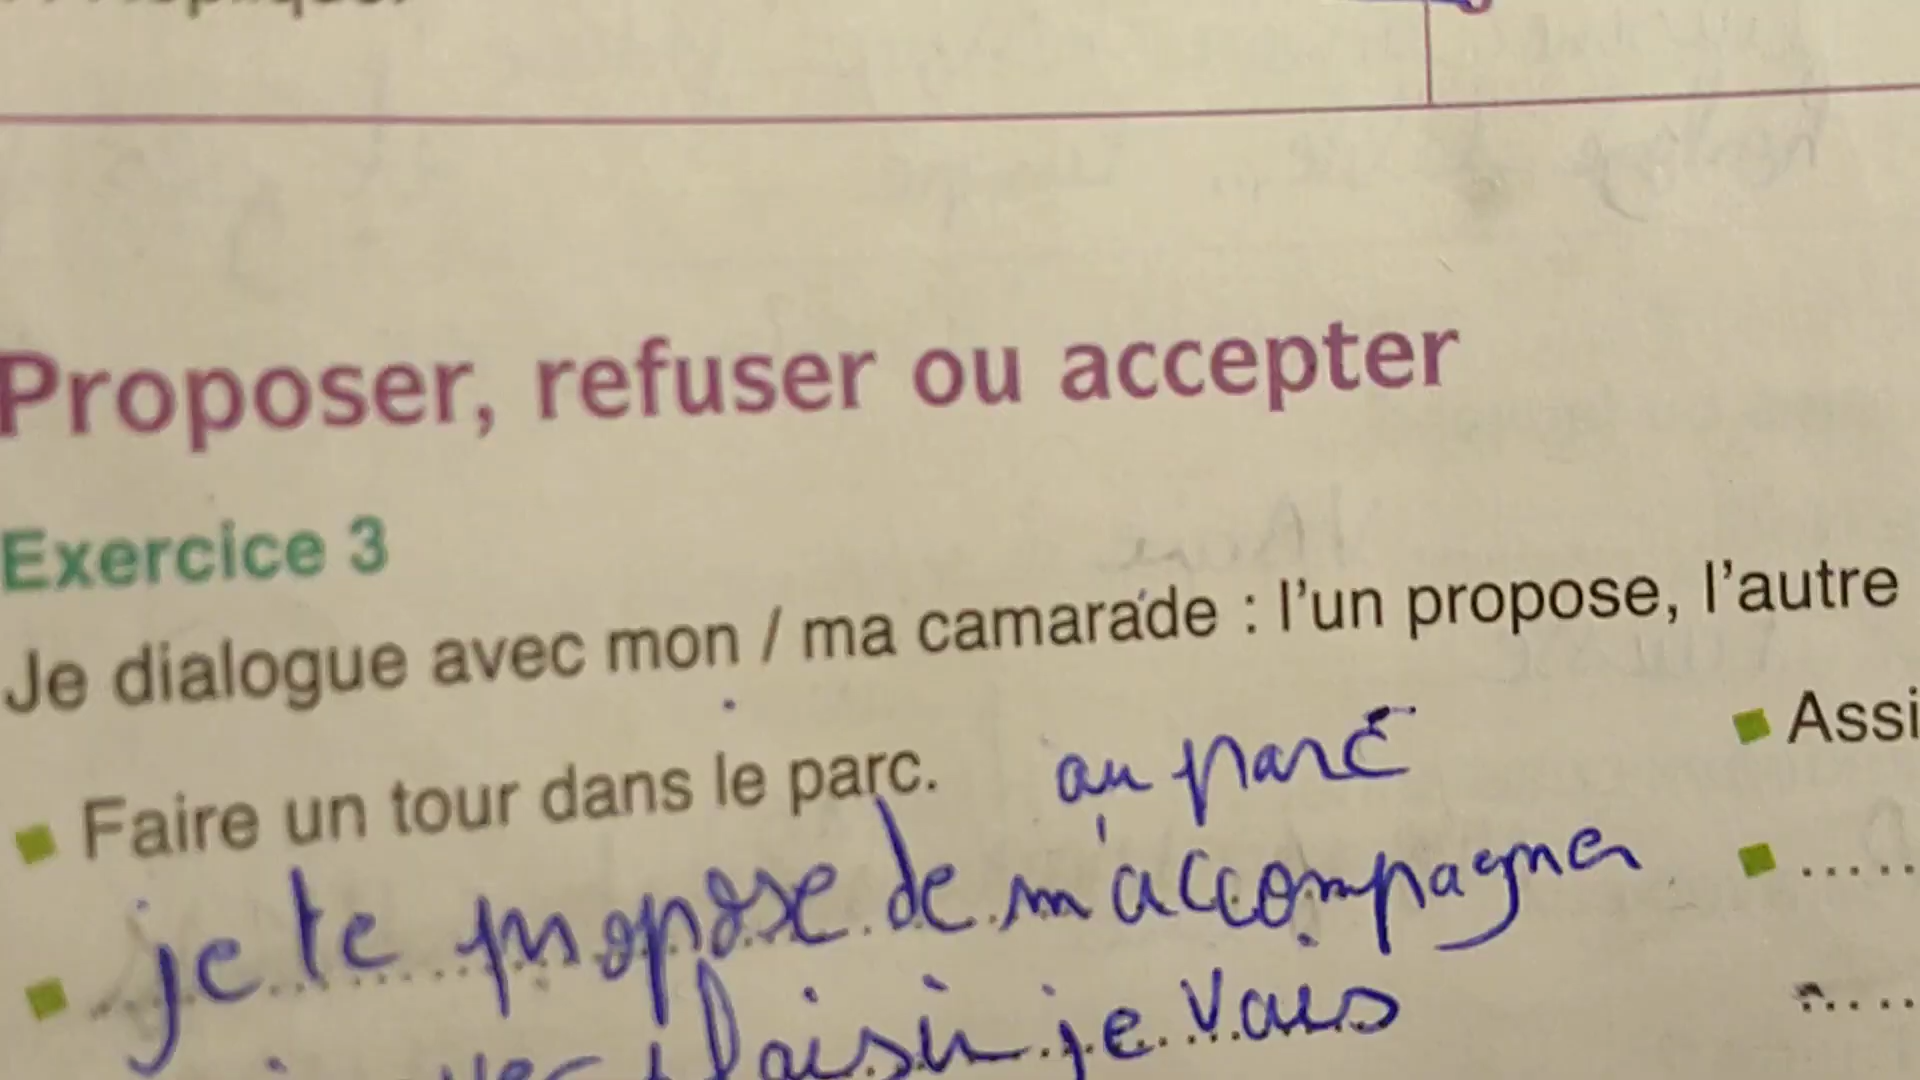 Proposer, refuser ou accepter
Exercice 3
Je dialogue avec mon / ma camarade : l'un propose, l'autre
Faire un tour dans le parc.
au parc
Assi
je te propose de m'accompagner
plaisir je vais